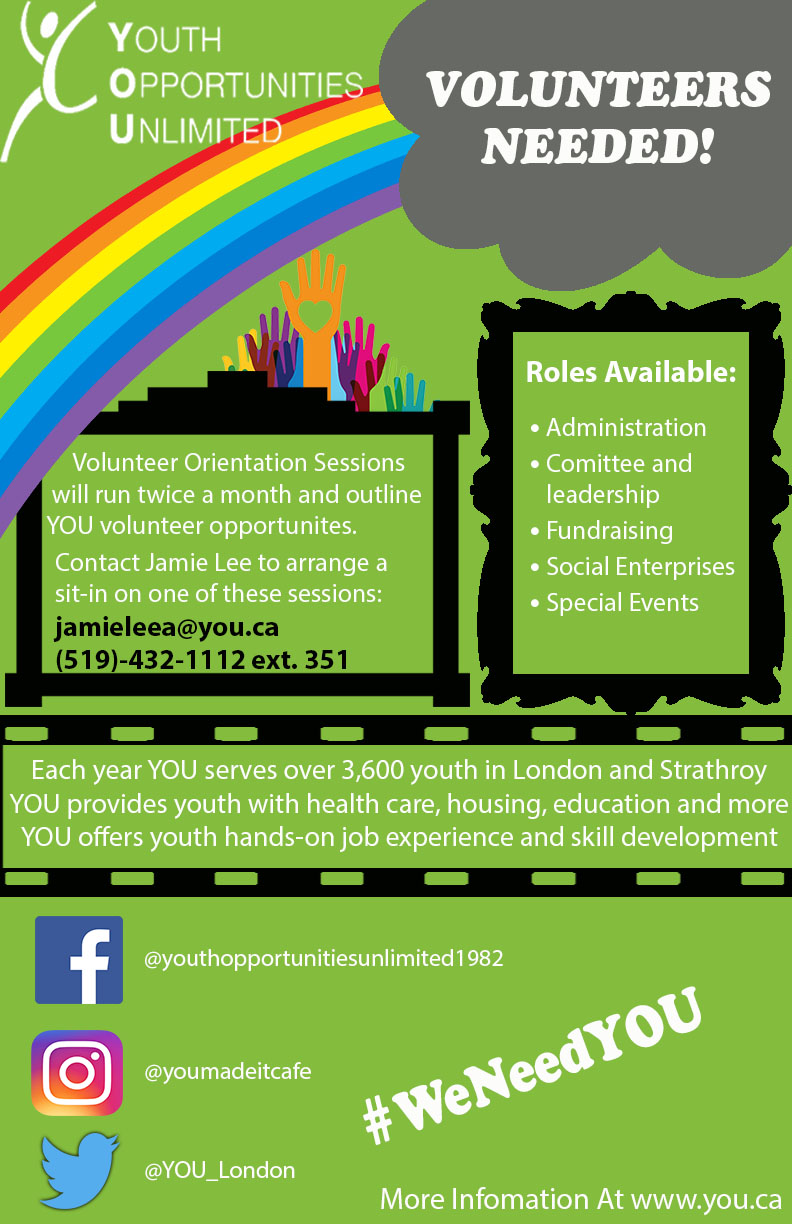 YOUTH
OPPORTUNITIES
UNLIMITED
VOLUNTEERS
NEEDED!
Volunteer Orientation Sessions
will run twice a month and outline
YOU volunteer opportunites.
Contact Jamie Lee to arrange a
sit-in on one of these sessions:
jamieleea@you.ca
(519)-432-1112 ext. 351
Roles Available:
• Administration
• Comittee and
leadership
• Fundraising
• Social Enterprises
• Special Events
Each year YOU serves over 3,600 youth in London and Strathroy
YOU provides youth with health care, housing, education and more
YOU offers youth hands-on job experience and skill development
@youthopportunitiesunlimited1982
@youmadeitcafe
@YOU_London
#WeNeedYOU
More Infomation At www.you.ca